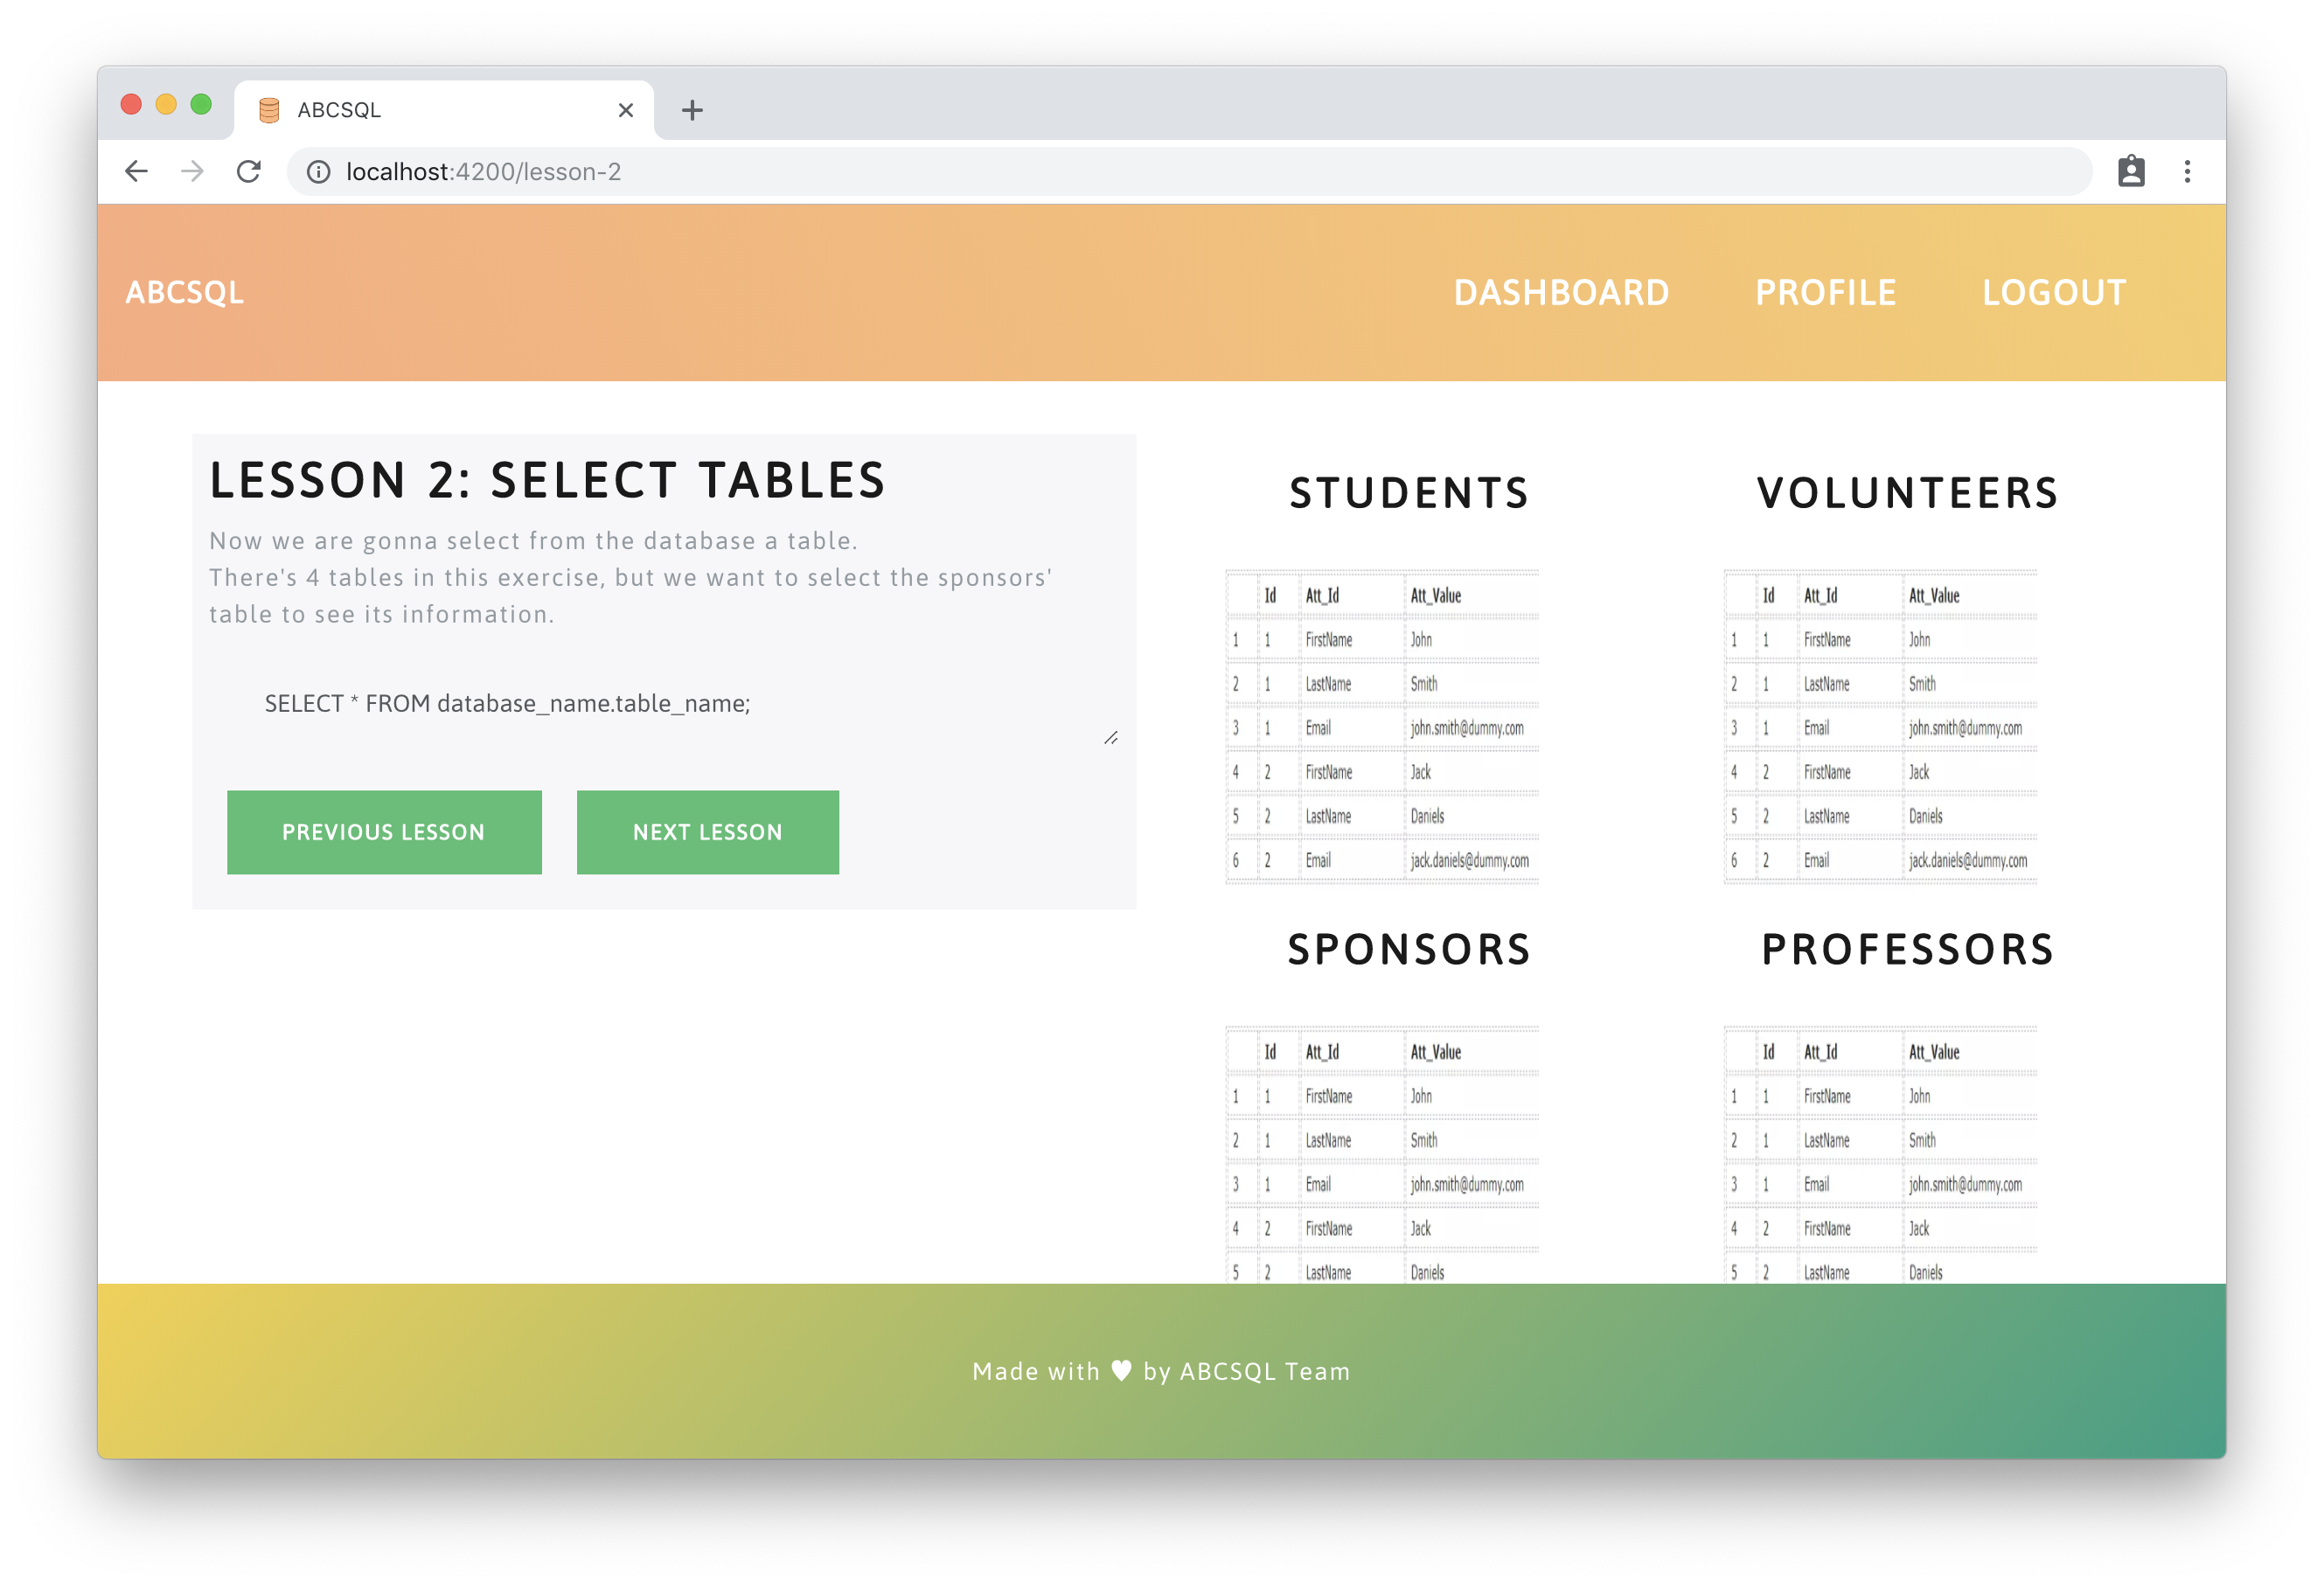 ABCSQL
localhost:4200/lesson-2
ABCSQL DASHBOARD PROFILE LOGOUT
LESSON 2: SELECT TABLES
Now we are gonna select from the database a table.
There's 4 tables in this exercise, but we want to select the sponsors'
table to see its information.
SELECT * FROM database_name.table_name;
PREVIOUS LESSON NEXT LESSON
STUDENTS
Id Att_Id Att_Value
1 1 FirstName John
2 1 LastName Smith
3 1 Email john.smith@dummy.com
4 2 FirstName Jack
5 2 LastName Daniels
6 2 Email jack.daniels@dummy.com
VOLUNTEERS
Id Att_Id Att_Value
1 1 FirstName John
2 1 LastName Smith
3 1 Email john.smith@dummy.com
4 2 FirstName Jack
5 2 LastName Daniels
6 2 Email jack.daniels@dummy.com
SPONSORS
Id Att_Id Att_Value
1 1 FirstName John
2 1 LastName Smith
3 1 Email john.smith@dummy.com
4 2 FirstName Jack
5 2 LastName Daniels
PROFESSORS
Id Att_Id Att_Value
1 1 FirstName John
2 1 LastName Smith
3 1 Email john.smith@dummy.com
4 2 FirstName Jack
5 2 LastName Daniels
Made with ♥ by ABCSQL Team